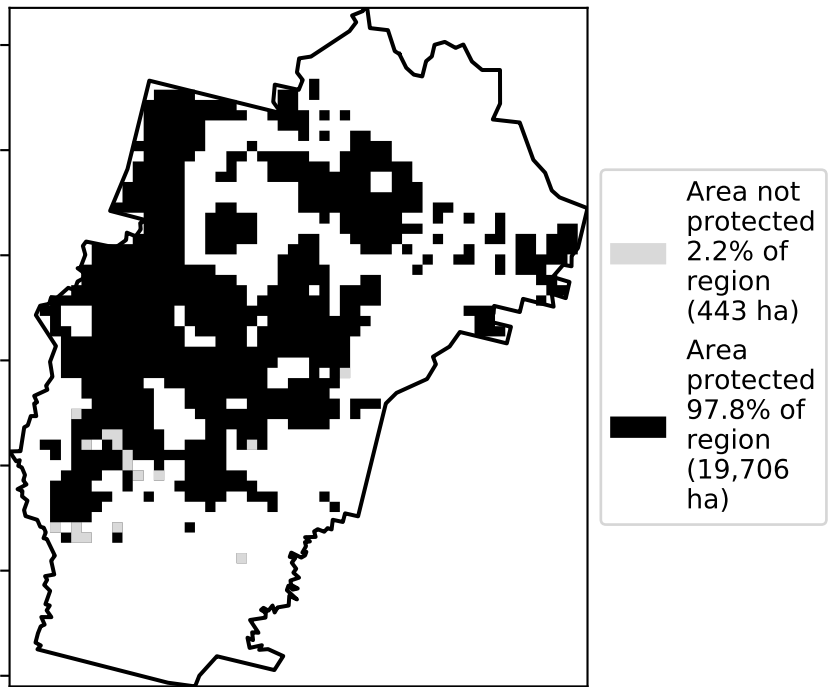 Area not
protected
2.2% of
region
(443 ha)
Area
protected
97.8% of
region
(19,706
ha)